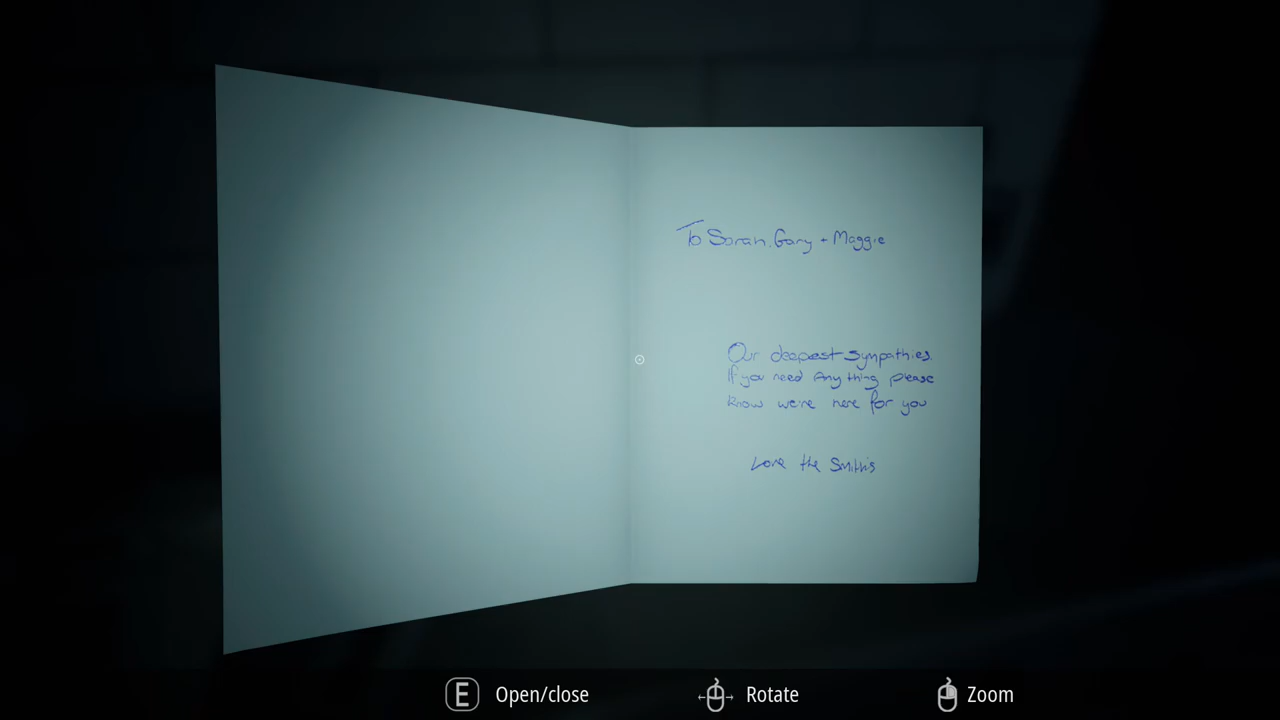 To Sarah, Gary + Maggie
Our deepest sympathies.
If you need Anything please
know we're here for you
Love the Smith's
E Open/close
Rotate
Zoom